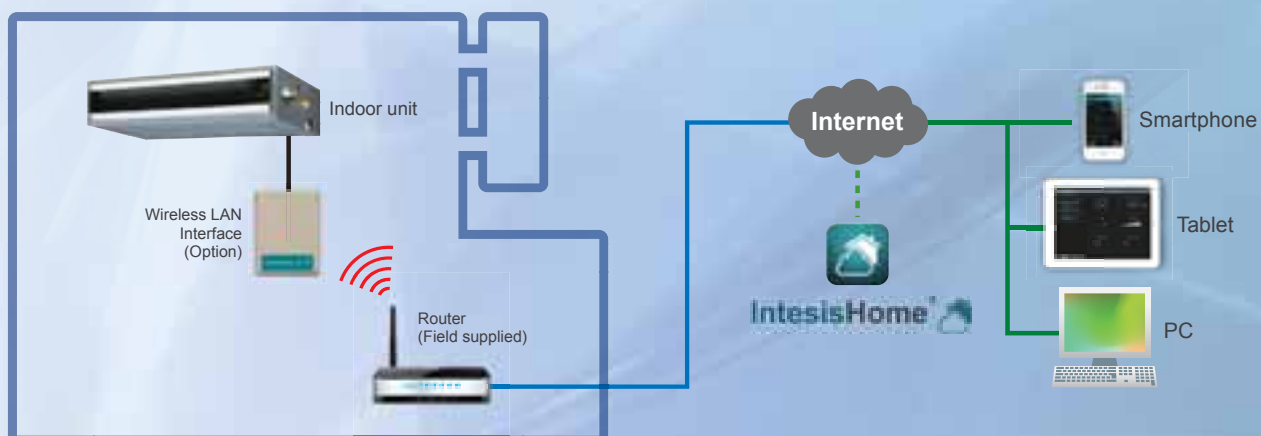 Indoor unit
Wireless LAN
Interface
(Option)
Router
(Field supplied)
Internet
IntesisHome
Smartphone
Tablet
PC